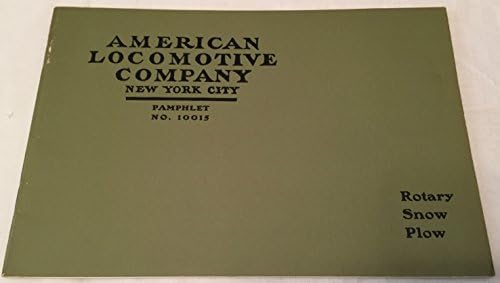 AMERICAN
LOCOMOTIVE
COMPANY
NEW YORK CITY
PAMPHLET
NO. 10015
Rotary
Snow
Plow